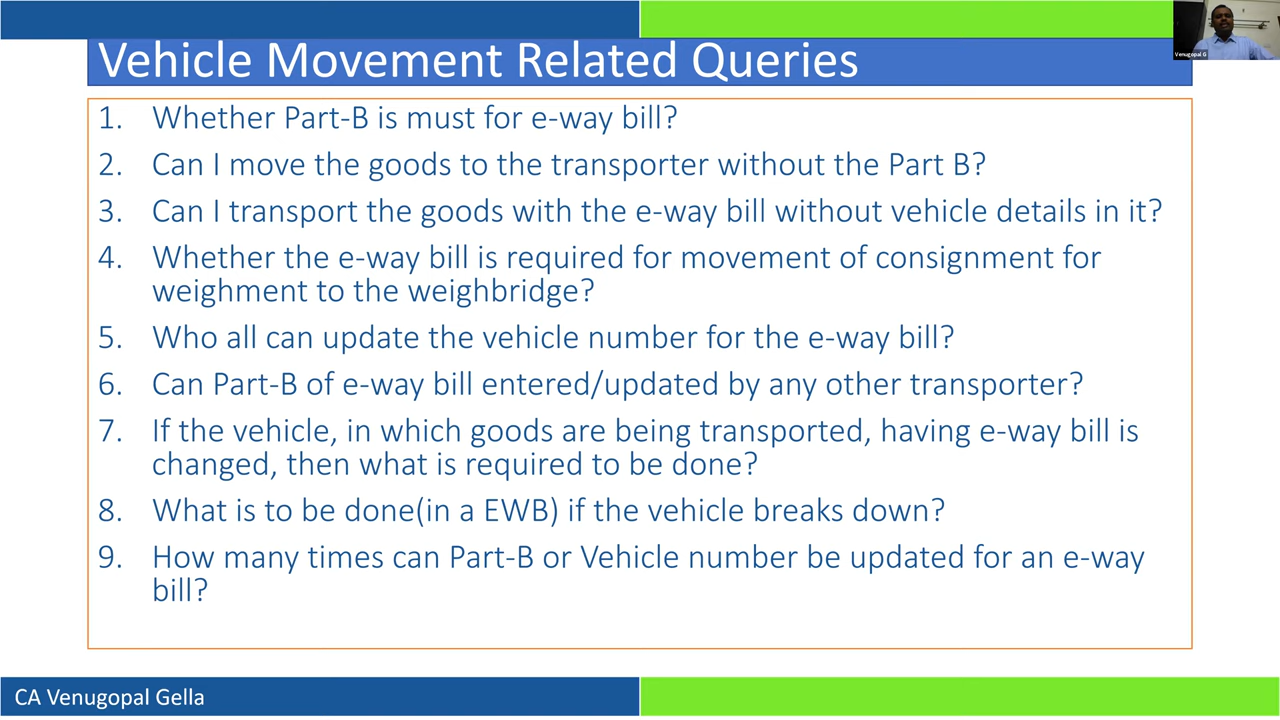 Venugopal G
Vehicle Movement Related Queries
1. Whether Part-B is must for e-way bill?
2. Can I move the goods to the transporter without the Part B?
3. Can I transport the goods with the e-way bill without vehicle details in it?
4. Whether the e-way bill is required for movement of consignment for
weighment to the weighbridge?
5. Who all can update the vehicle number for the e-way bill?
6. Can Part-B of e-way bill entered/updated by any other transporter?
7. If the vehicle, in which goods are being transported, having e-way bill is
changed, then what is required to be done?
8. What is to be done(in a EWB) if the vehicle breaks down?
9. How many times can Part-B or Vehicle number be updated for an e-way
bill?
CA Venugopal Gella